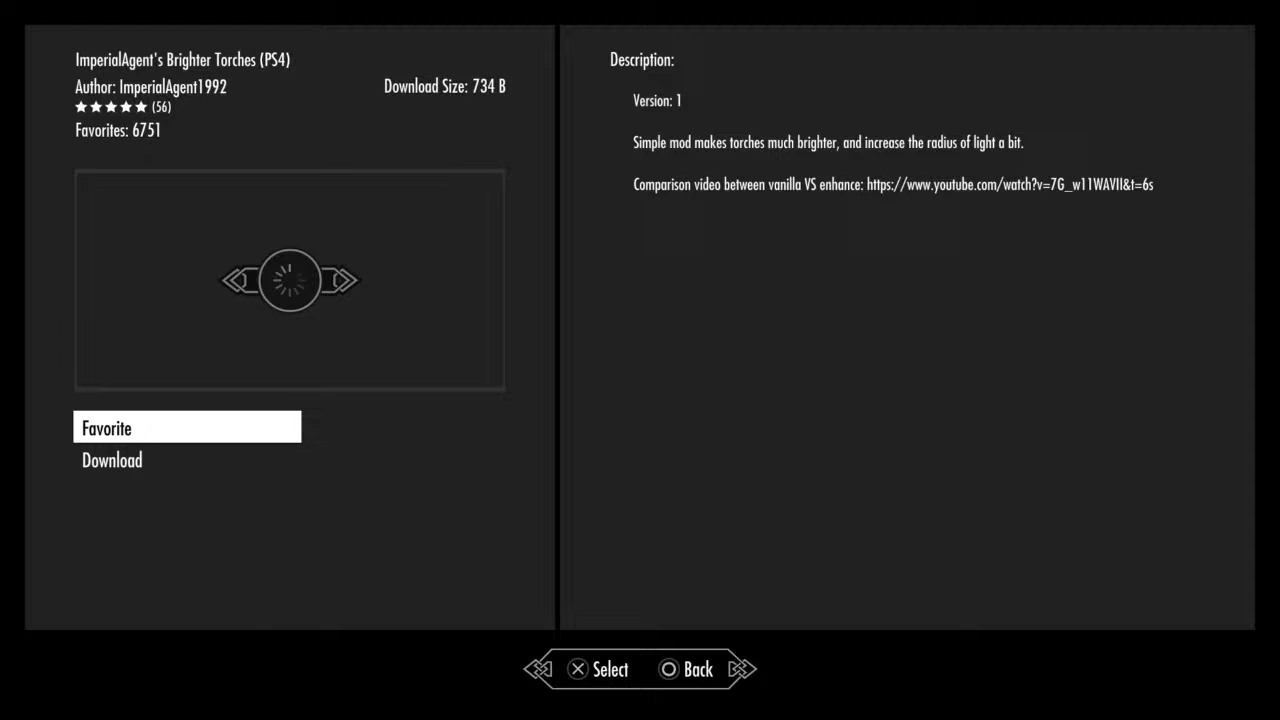 ImperialAgent's Brighter Torches (PS4)
Author: ImperialAgent1992
Download Size: 734 B
(56)
Favorites: 6751
Favorite
Download
Description:
Version: 1
Simple mod makes torches much brighter, and increase the radius of light a bit.
Comparison video between vanilla VS enhance: https://www.youtube.com/watch?v=7G_w11WAVII&t=6s
Select
Back